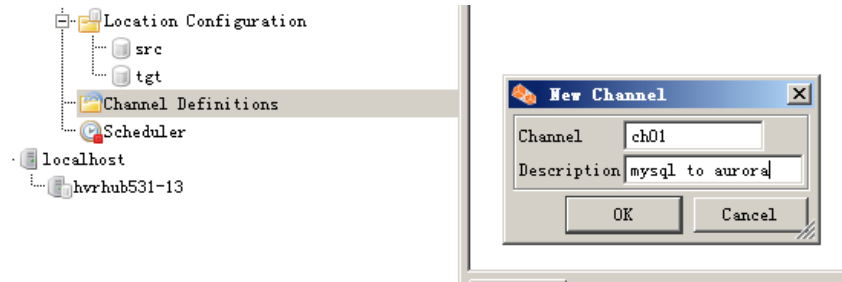 Location Configuration
src
tgt
Channel Definitions
Scheduler
localhost
hvrhub531-13
New Channel
Channel ch01
Description mysql to aurora
OK Cancel